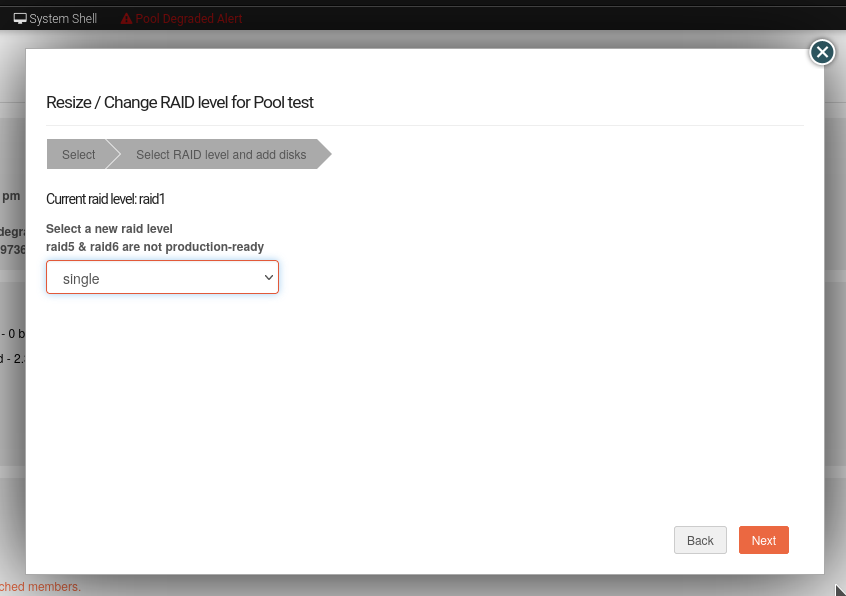 System Shell Pool Degraded Alert
Resize / Change RAID level for Pool test
Select Select RAID level and add disks
pm
Current raid level: raid1
degra
Select a new raid level
9736
raid5 & raid6 are not production-ready
single
- 0 b
d - 2.
Back Next
ched members.